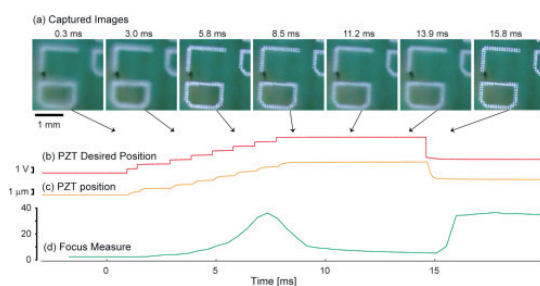 (a) Captured Images
0.3 ms 3.0 ms 5.8 ms 8.5 ms 11.2 ms 13.9 ms 15.8 ms
1 mm
(b) PZT Desired Position
1 V
(c) PZT position
1 μm
40
20
(d) Focus Measure
0
0 5 10 15
Time [ms]